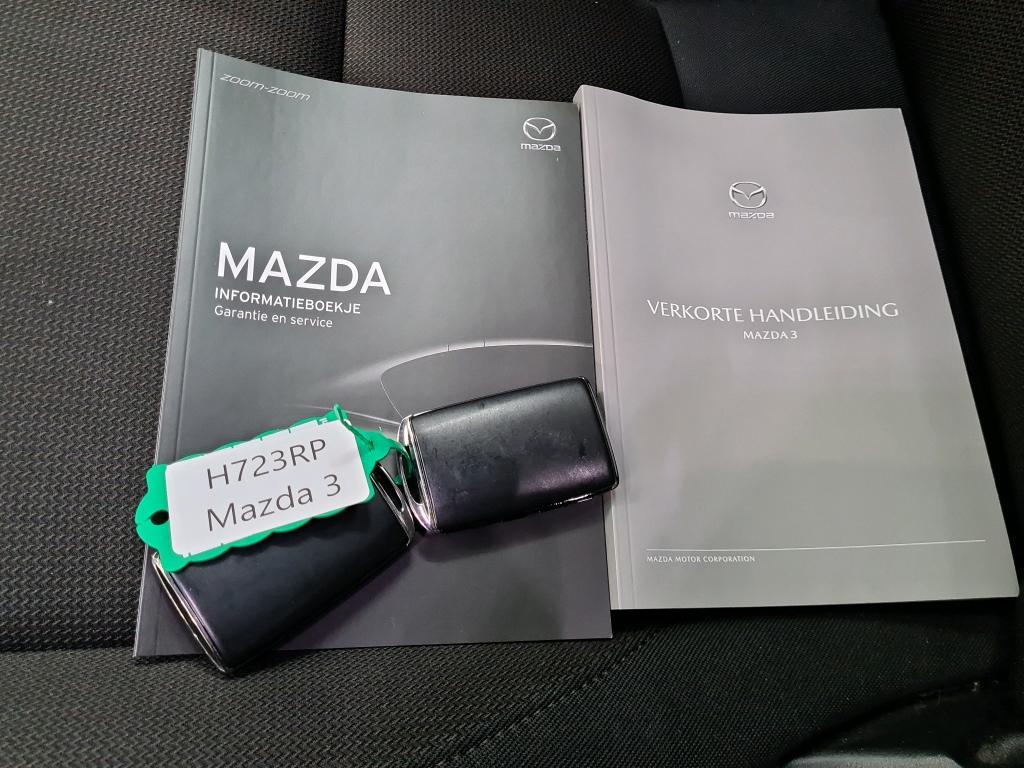 zoom-zoom
mazda
MAZDA
INFORMATIEBOEKJE
Garantie en service
mazda
VERKORTE HANDLEIDING
MAZDA 3
MAZDA MOTOR CORPORATION
H723RP
Mazda 3